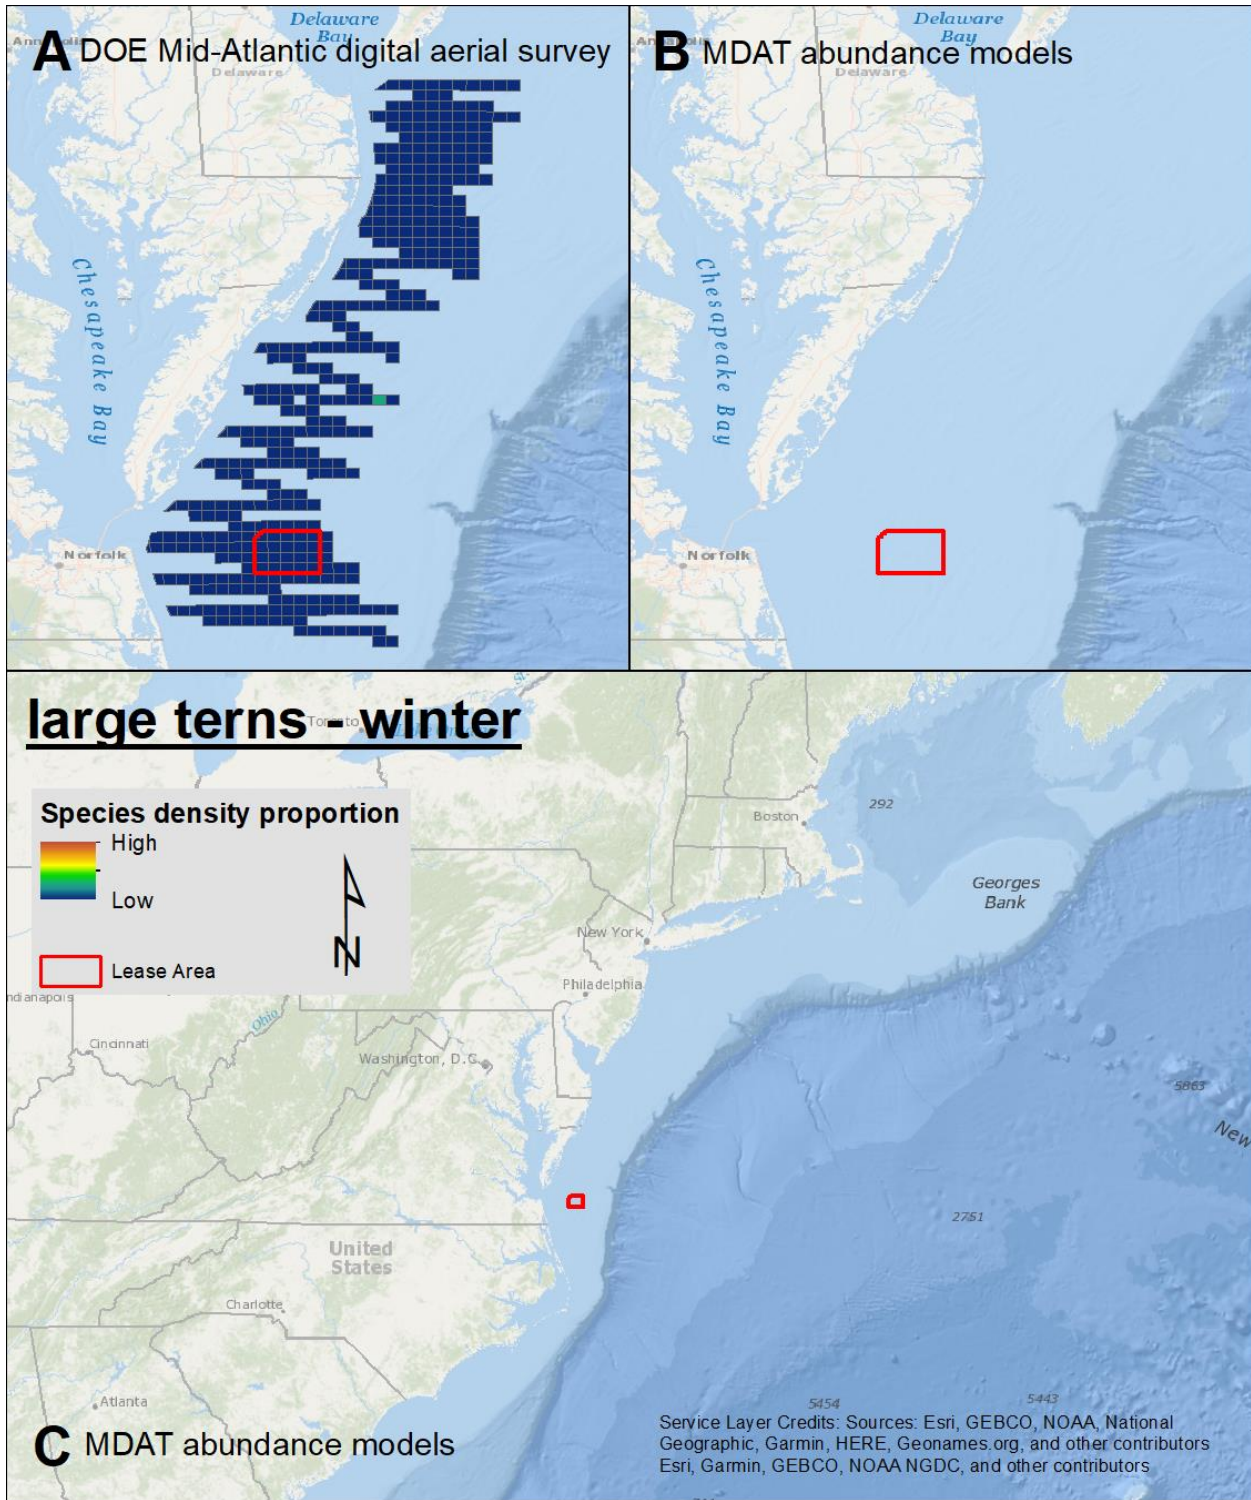 Delaware
Bay
A DOE Mid-Atlantic digital aerial survey
Delaware
Chesapeake Bay
Norfolk
Delaware
Bay
B MDAT abundance models
Delaware
Chesapeake Bay
Norfolk
large terns - winter
Toronto
Species density proportion
High
Low
N
Lease Area
292
Boston
Georges
Bank
New York
Philadelphia
ndianapolis
Ohio
Cincinnati
Washington, D.C.
5863
New
2751
United
States
Charlotte
Atlanta
5454
5443
C MDAT abundance models
Service Layer Credits: Sources: Esri, GEBCO, NOAA, National
Geographic, Garmin, HERE, Geonames.org, and other contributors
Esri, Garmin, GEBCO, NOAA NGDC, and other contributors